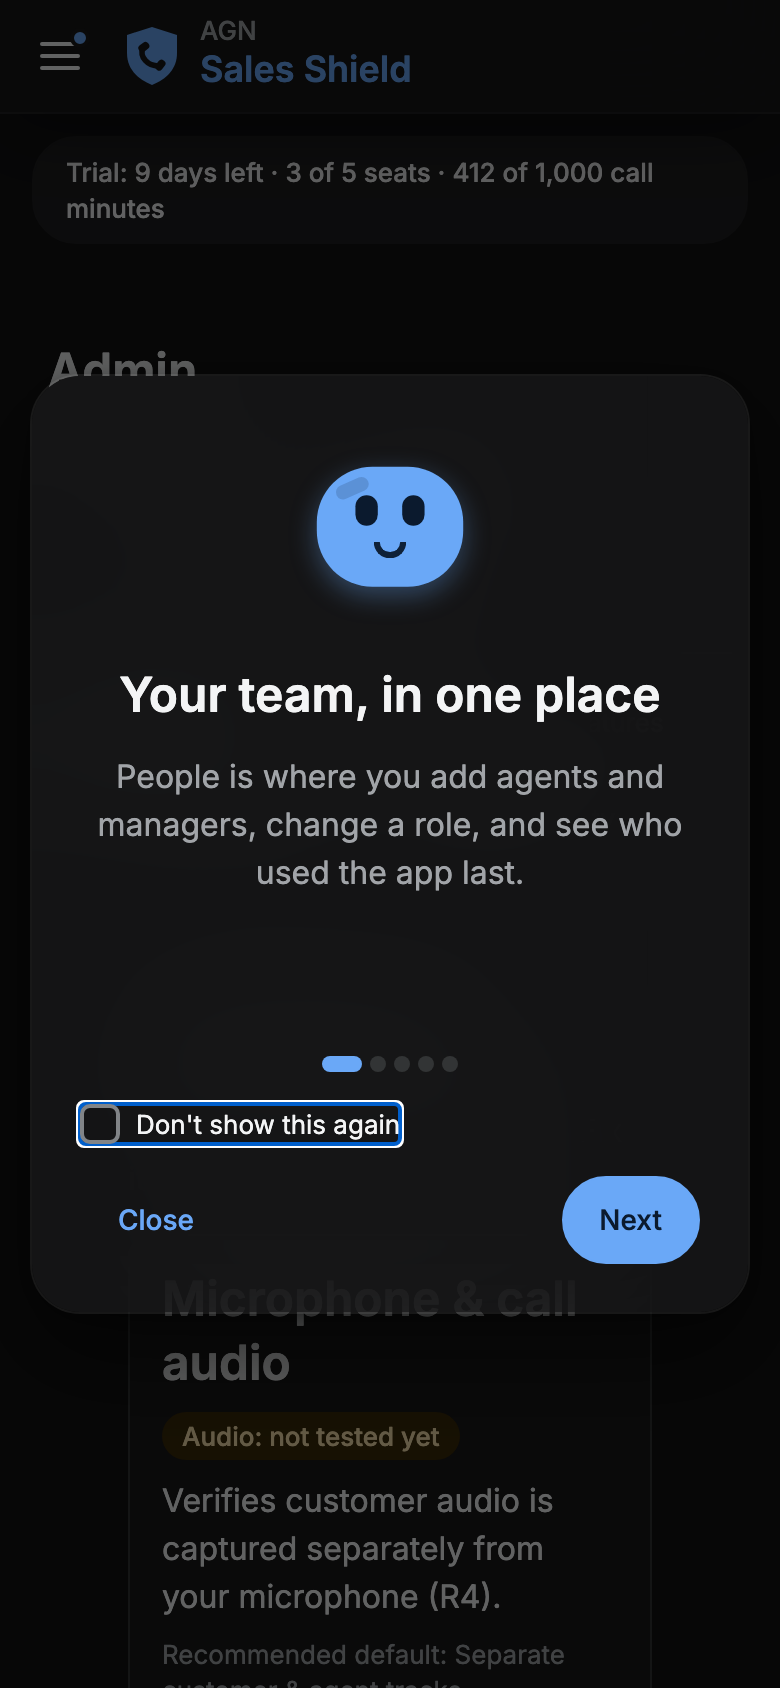 AGN
Sales Shield
Trial: 9 days left · 3 of 5 seats · 412 of 1,000 call
minutes
Admin
Your team, in one place
People is where you add agents and
managers, change a role, and see who
used the app last.
Don't show this again
Close
Next
Microphone & call
audio
Audio: not tested yet
Verifies customer audio is
captured separately from
your microphone (R4).
Recommended default: Separate
customer & agent tracks